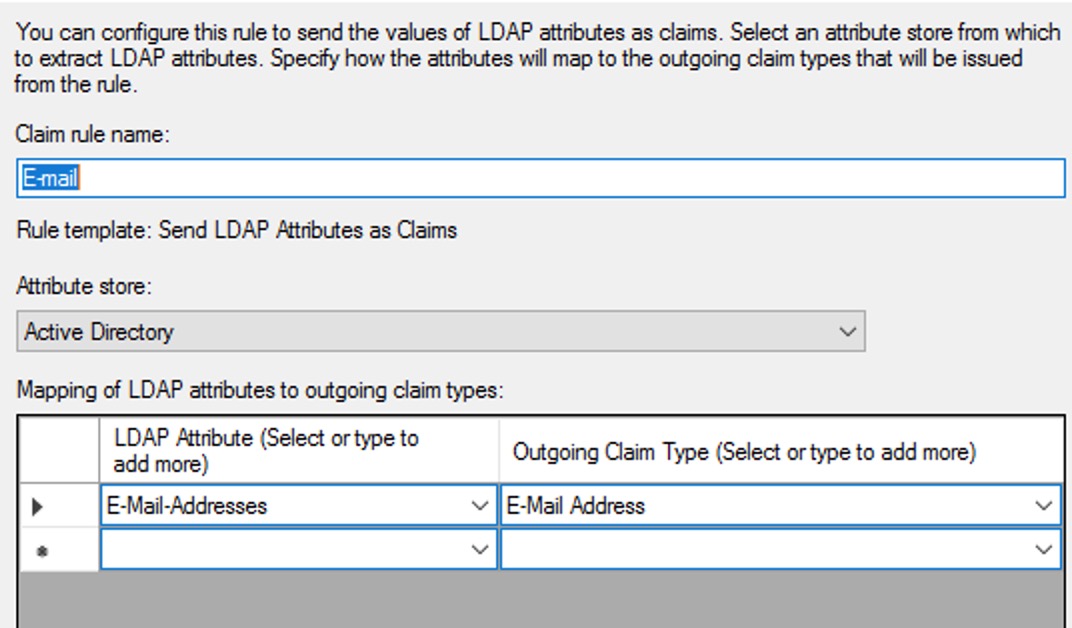 You can configure this rule to send the values of LDAP attributes as claims. Select an attribute store from which
to extract LDAP attributes. Specify how the attributes will map to the outgoing claim types that will be issued
from the rule.
Claim rule name:
E-mail
Rule template: Send LDAP Attributes as Claims
Attribute store:
Active Directory
Mapping of LDAP attributes to outgoing claim types:
LDAP Attribute (Select or type to
add more)
Outgoing Claim Type (Select or type to add more)
E-Mail-Addresses
E-Mail Address